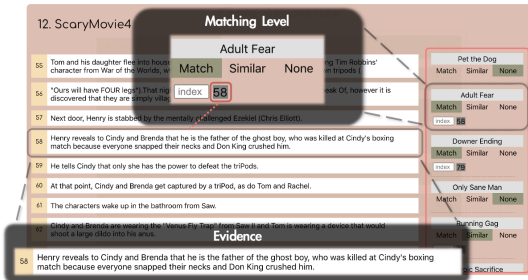 12. ScaryMovie4
Matching Level
Adult Fear
Match Similar None
index 58
55 Tom and his daughter flee into hous ng Tim Robbins'
character from War of the Worlds, w n tripods (
56 "Ours will have FOUR legs").That nig eak Of, however it is
discovered that they are simply villag
57 Next door, Henry is stabbed by the mentally challenged Ezekiel (Chris Elliott).
58 Henry reveals to Cindy and Brenda that he is the father of the ghost boy, who was killed at Cindy's boxing
match because everyone snapped their necks and Don King crushed him.
59 He tells Cindy that only she has the power to defeat the triPods.
60 At that point, Cindy and Brenda get captured by a triPod, as do Tom and Rachel.
61 The characters wake up in the bathroom from Saw.
62 Cindy and Brenda are wearing the "Venus Fly Trap" from Saw II and Tom is wearing a device that would
shoot a large dildo into his anus.
Evidence
58 Henry reveals to Cindy and Brenda that he is the father of the ghost boy, who was killed at Cindy's boxing
match because everyone snapped their necks and Don King crushed him.
Pet the Dog
Match Similar None
Adult Fear
Match Similar None
index 58
Downer Ending
Match Similar None
index 79
Only Sane Man
Match Similar None
Running Gag
Match Similar None
ic Sacrifice